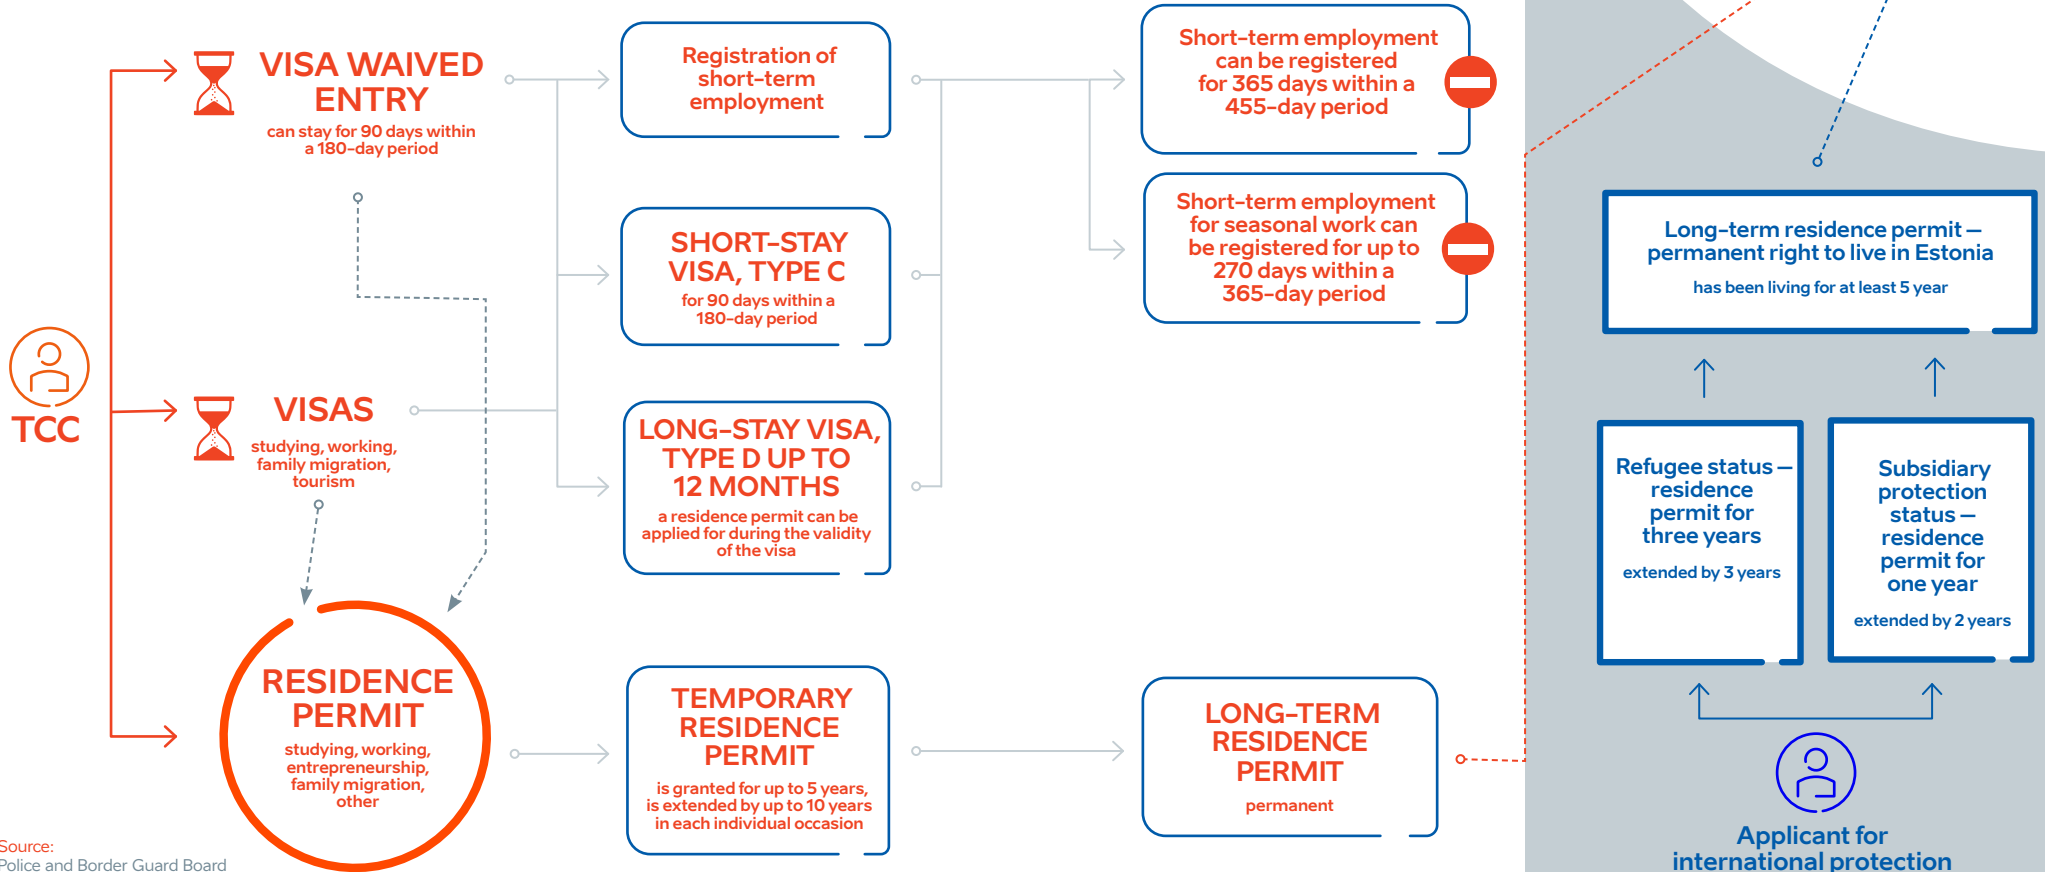 VISA WAIVED
ENTRY
can stay for 90 days within
a 180-day period
Registration of
short-term
employment
Short-term employment
can be registered
for 365 days within a
455-day period
Short-term employment
for seasonal work can
be registered for up to
270 days within a
365-day period
SHORT-STAY
VISA, TYPE C
for 90 days within a
180-day period
TCC
VISAS
studying, working,
family migration,
tourism
LONG-STAY VISA,
TYPE D UP TO
12 MONTHS
a residence permit can be
applied for during the validity
of the visa
RESIDENCE
PERMIT
studying, working,
entrepreneurship,
family migration,
other
TEMPORARY
RESIDENCE
PERMIT
is granted for up to 5 years,
is extended by up to 10 years
in each individual occasion
LONG-TERM
RESIDENCE
PERMIT
permanent
Long-term residence permit –
permanent right to live in Estonia
has been living for at least 5 year
Refugee status –
residence
permit for
three years
extended by 3 years
Subsidiary
protection
status –
residence
permit for
one year
extended by 2 years
Applicant for
international protection
Source:
Police and Border Guard Board